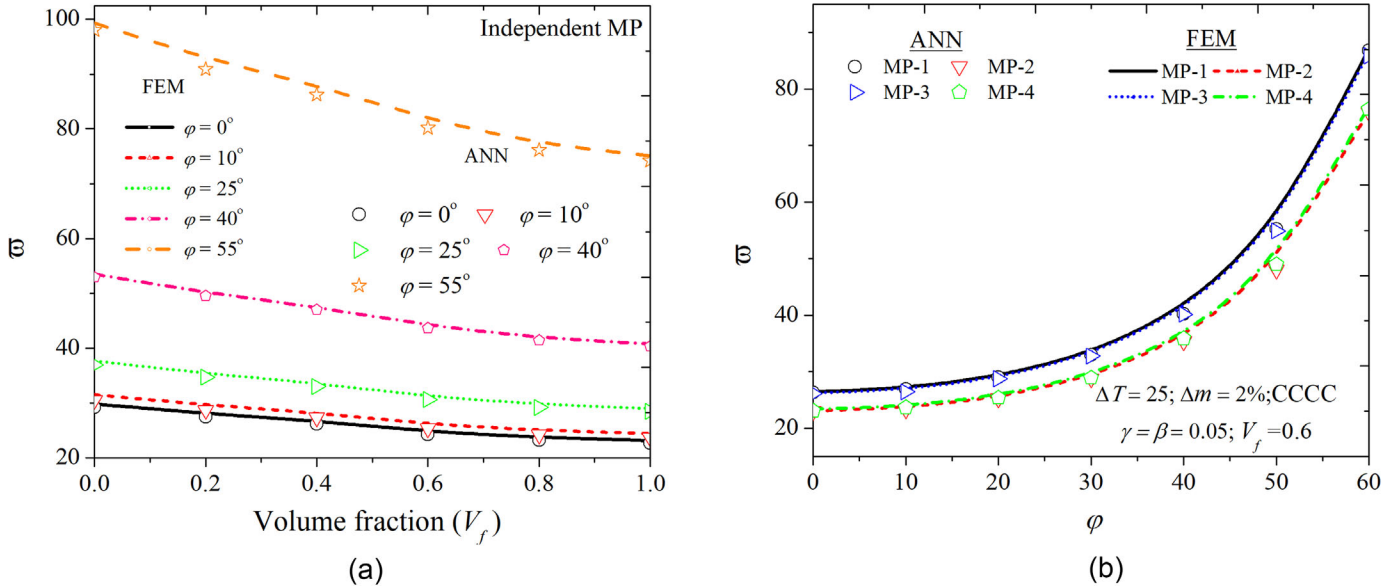 100
80
60
40
20
ϖ
Independent MP
FEM
φ = 0°
φ = 10°
φ = 25°
φ = 40°
φ = 55°
ANN
φ = 0° φ = 10°
φ = 25° φ = 40°
φ = 55°
0.0 0.2 0.4 0.6 0.8 1.0
Volume fraction (V_f)
(a)
80
60
40
20
ϖ
ANN
MP-1 MP-2
MP-3 MP-4
FEM
MP-1 MP-2
MP-3 MP-4
ΔT = 25; Δm = 2%;CCCC
γ = β = 0.05; V_f =0.6
0 10 20 30 40 50 60
φ
(b)